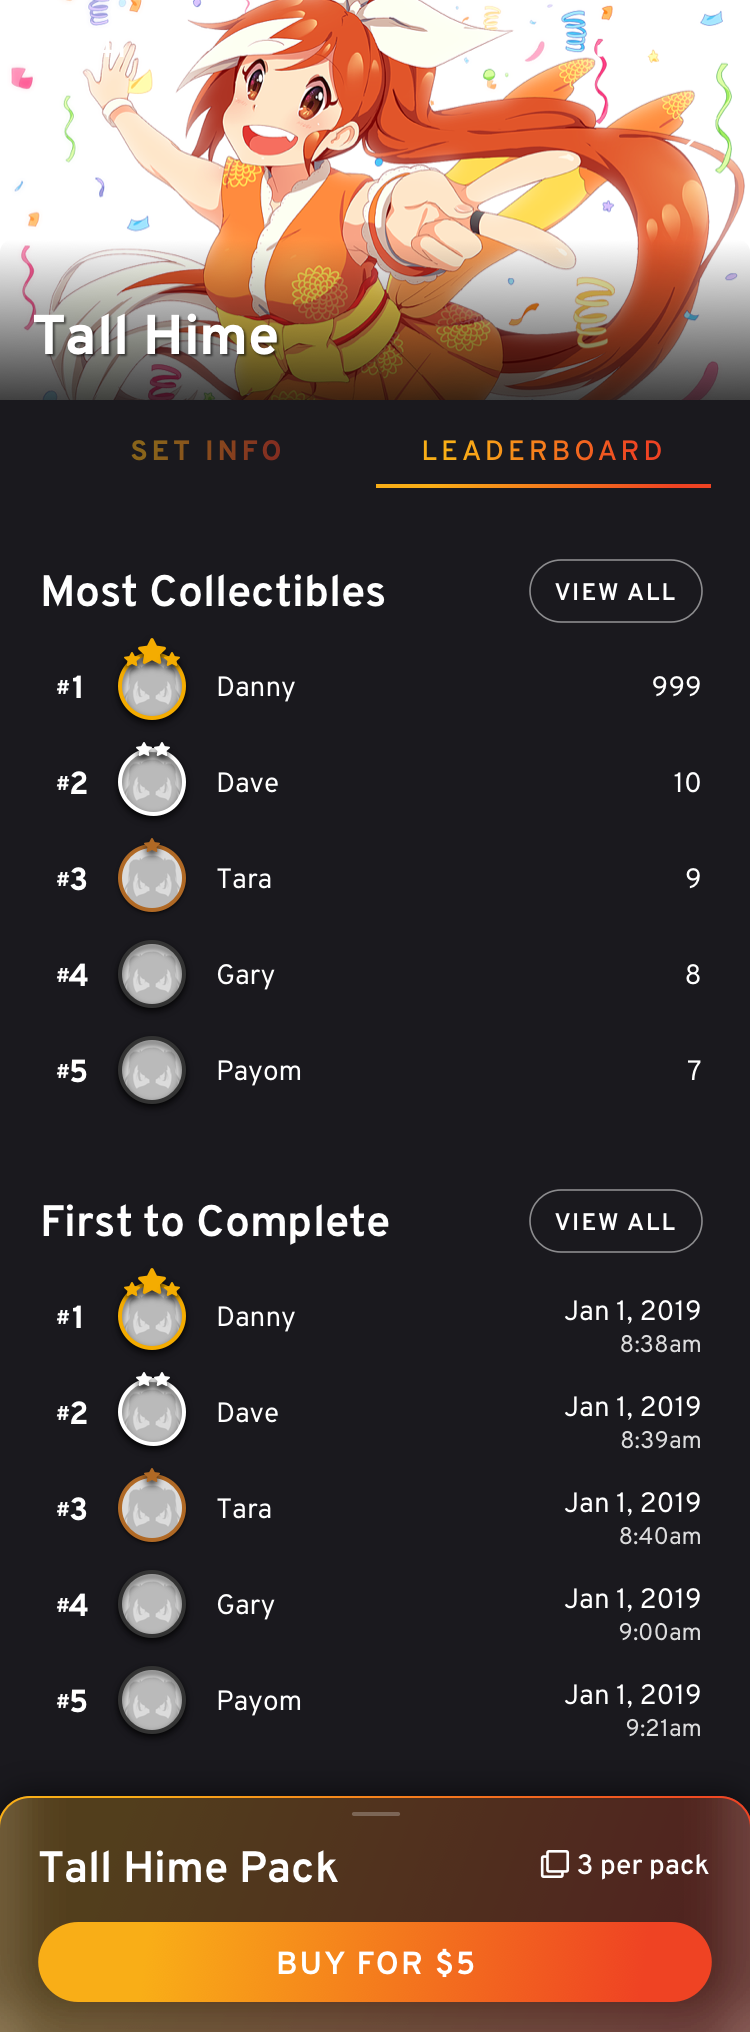 Tall Hime
SET INFO
LEADERBOARD
Most Collectibles
VIEW ALL
#1 Danny 999
#2 Dave 10
#3 Tara 9
#4 Gary 8
#5 Payom 7
First to Complete
VIEW ALL
#1 Danny Jan 1, 2019
8:38am
#2 Dave Jan 1, 2019
8:39am
#3 Tara Jan 1, 2019
8:40am
#4 Gary Jan 1, 2019
9:00am
#5 Payom Jan 1, 2019
9:21am
Tall Hime Pack
3 per pack
BUY FOR $5